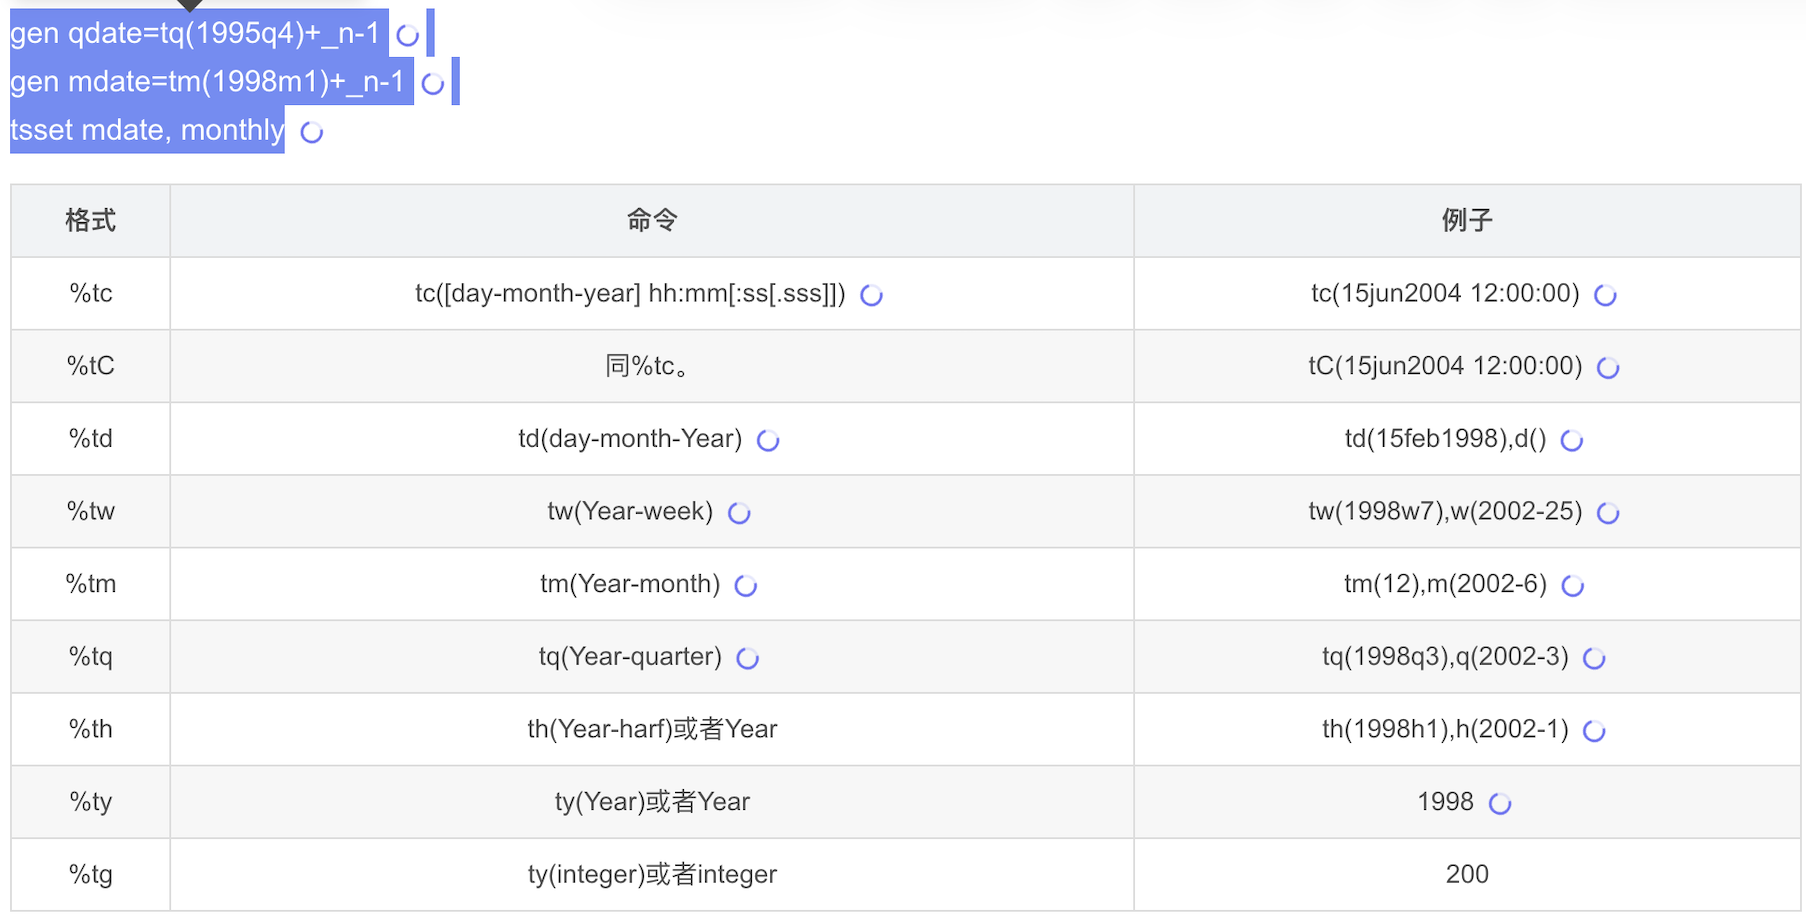 gen qdate=tq(1995q4)+_n-1
gen mdate=tm(1998m1)+_n-1
tsset mdate, monthly
格式 命令 例子
%tc tc([day-month-year] hh:mm[:ss[.sss]]) tc(15jun2004 12:00:00)
%tC 同%tc。 tC(15jun2004 12:00:00)
%td td(day-month-Year) td(15feb1998),d()
%tw tw(Year-week) tw(1998w7),w(2002-25)
%tm tm(Year-month) tm(12),m(2002-6)
%tq tq(Year-quarter) tq(1998q3),q(2002-3)
%th th(Year-harf)或者Year th(1998h1),h(2002-1)
%ty ty(Year)或者Year 1998
%tg ty(integer)或者integer 200